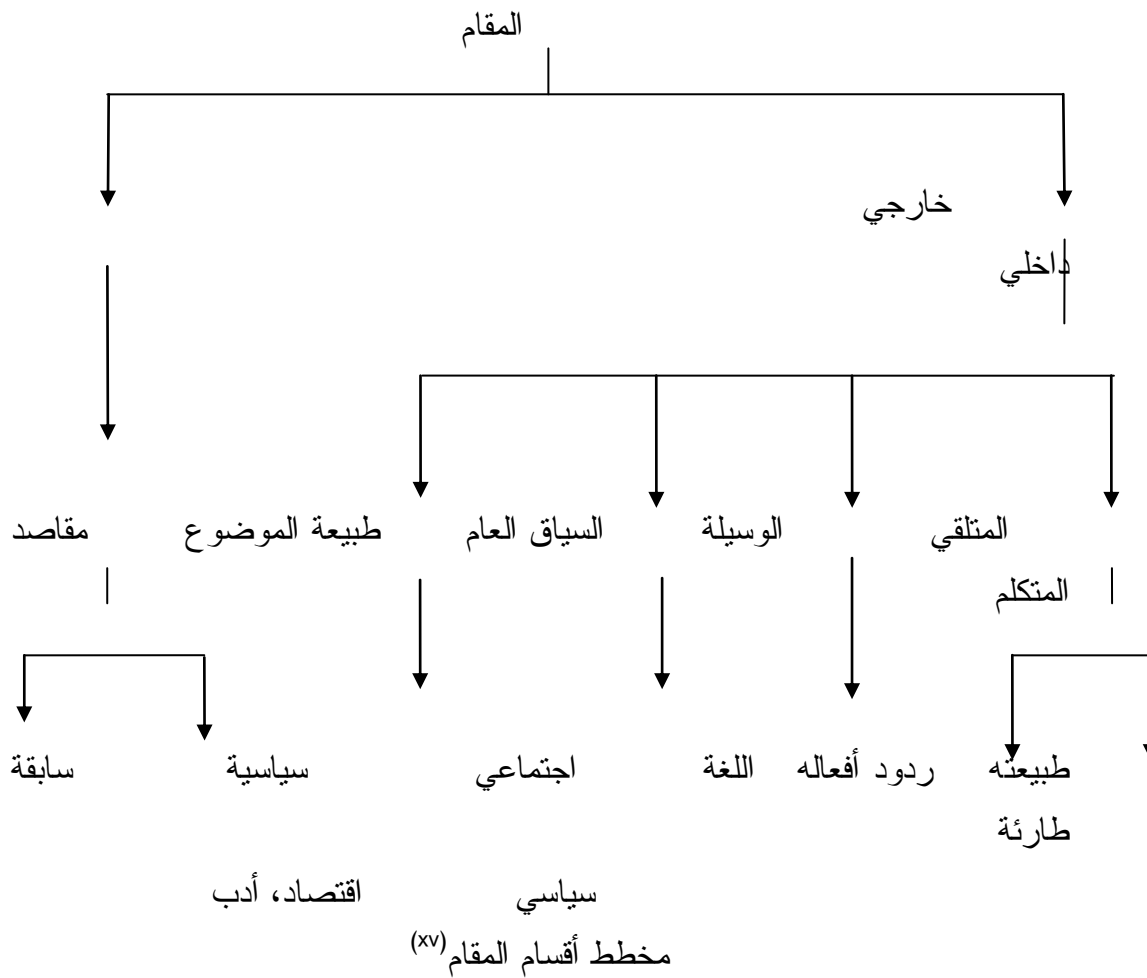 المقام
خارجي
داخلي
المتلقي الوسيلة السياق العام طبيعة الموضوع مقاصد
المتكلم
طبيعته ردود أفعاله اللغة اجتماعي سياسية سابقة
طارئة
سياسي اقتصاد، أدب
مخطط أقسام المقام(xv)